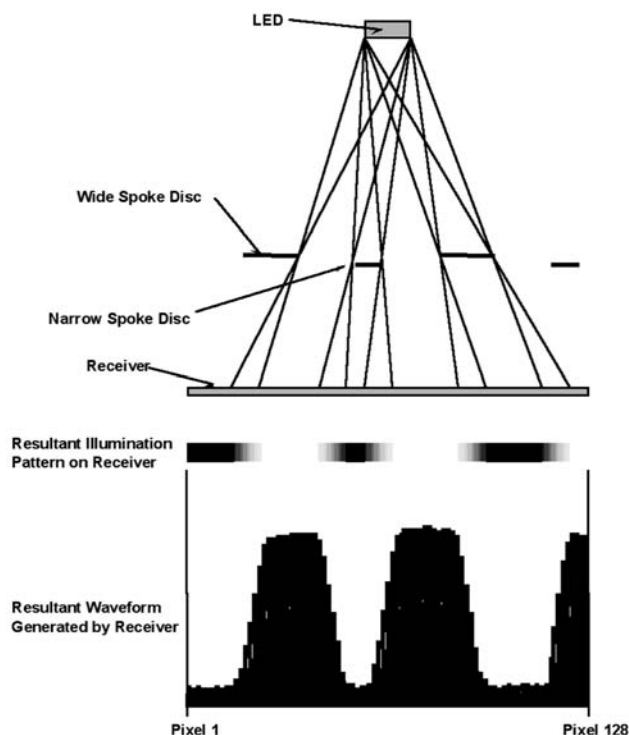 LED
Wide Spoke Disc
Narrow Spoke Disc
Receiver
Resultant Illumination
Pattern on Receiver
Resultant Waveform
Generated by Receiver
Pixel 1
Pixel 128